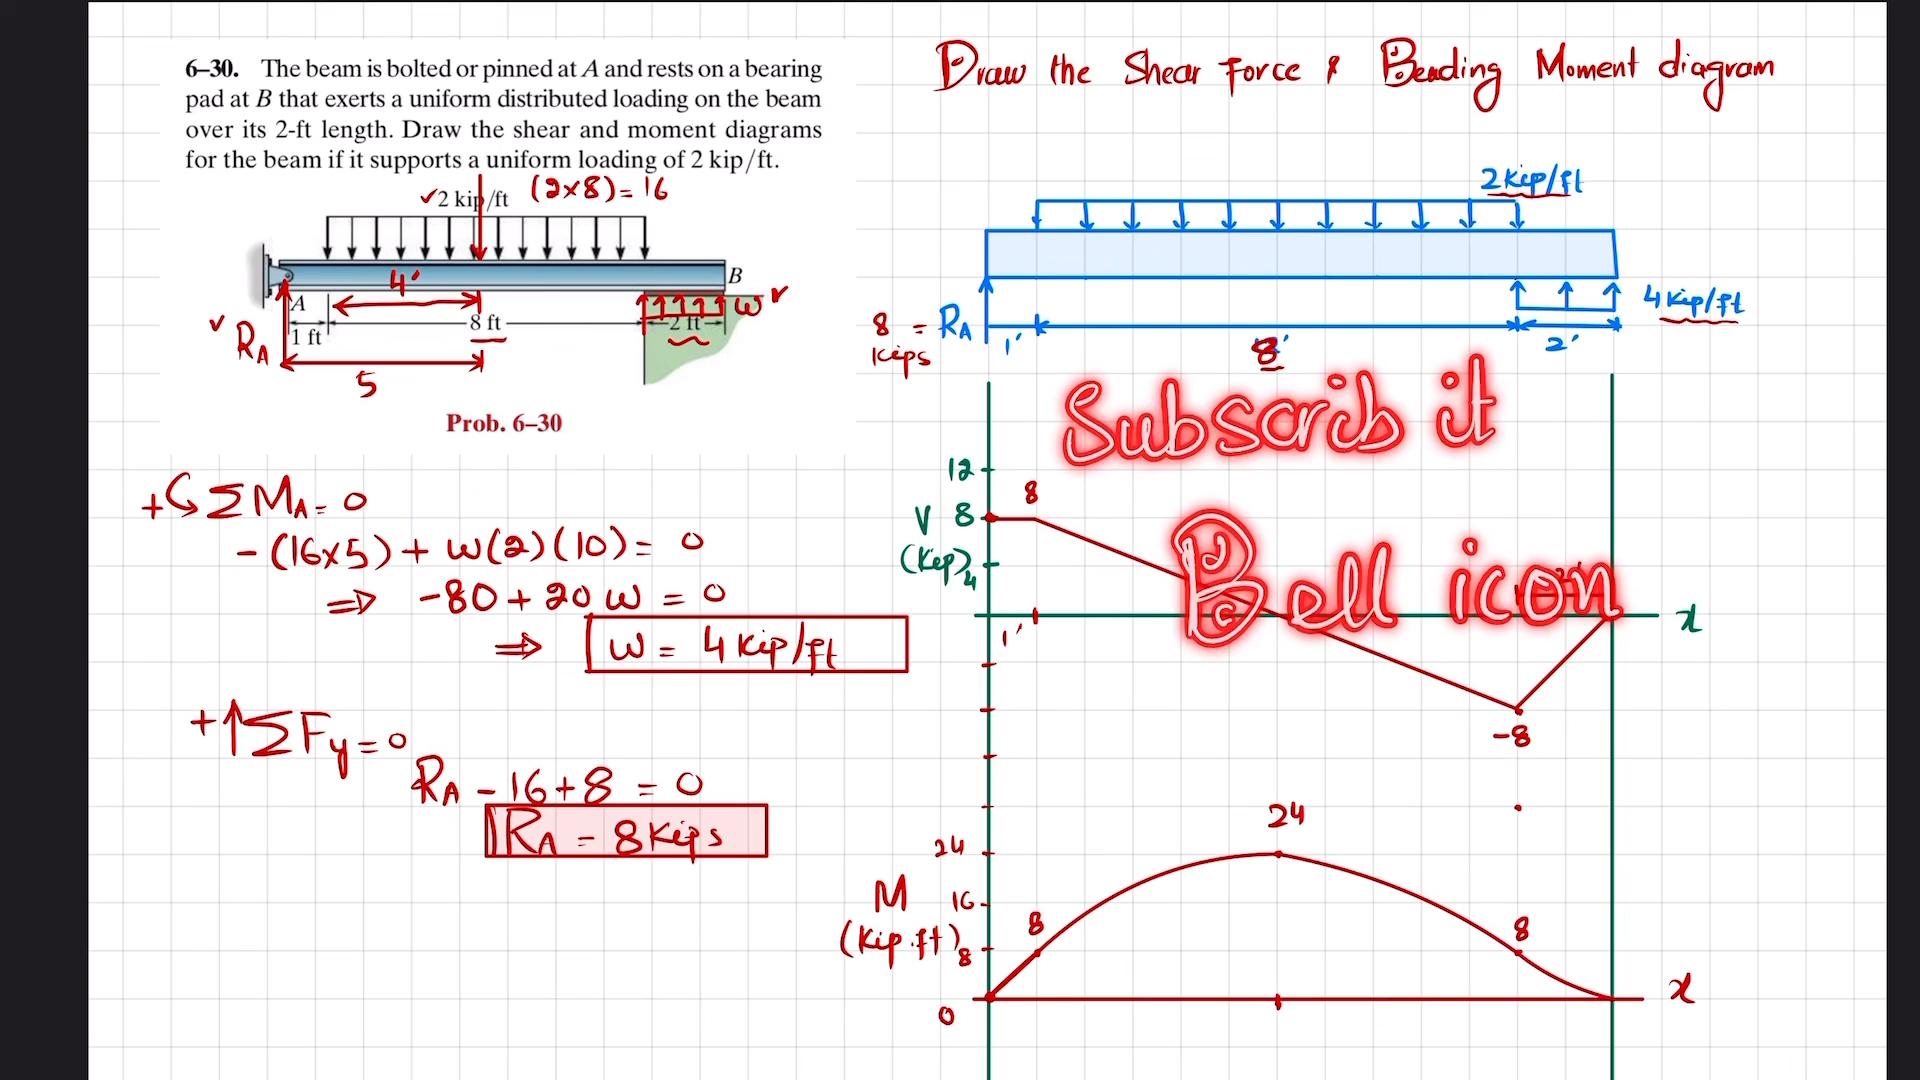 6–30. The beam is bolted or pinned at A and rests on a bearing
pad at B that exerts a uniform distributed loading on the beam
over its 2-ft length. Draw the shear and moment diagrams
for the beam if it supports a uniform loading of 2 kip/ft.
✓2 kip/ft (2x8) = 16
4'
A
B
w ✓
✓ RA
1 ft
8 ft
2 ft
5
Prob. 6–30
+ ΣMA = 0
-(16x5) + w(2)(10) = 0
⇒ -80 + 20w = 0
⇒ w = 4 kip/ft
+↑ΣFy = 0
RA - 16 + 8 = 0
RA = 8 Kips
Draw the Shear Force & Bending Moment diagram
2 Kip/ft
4 Kip/ft
8 = RA
Kips
1'
8'
2'
Subscrib it
Bell icon
12
V 8
(Kip) 4
8
1'
x
-8
24
24
M 16
(Kip.ft) 8
8
8
0
x